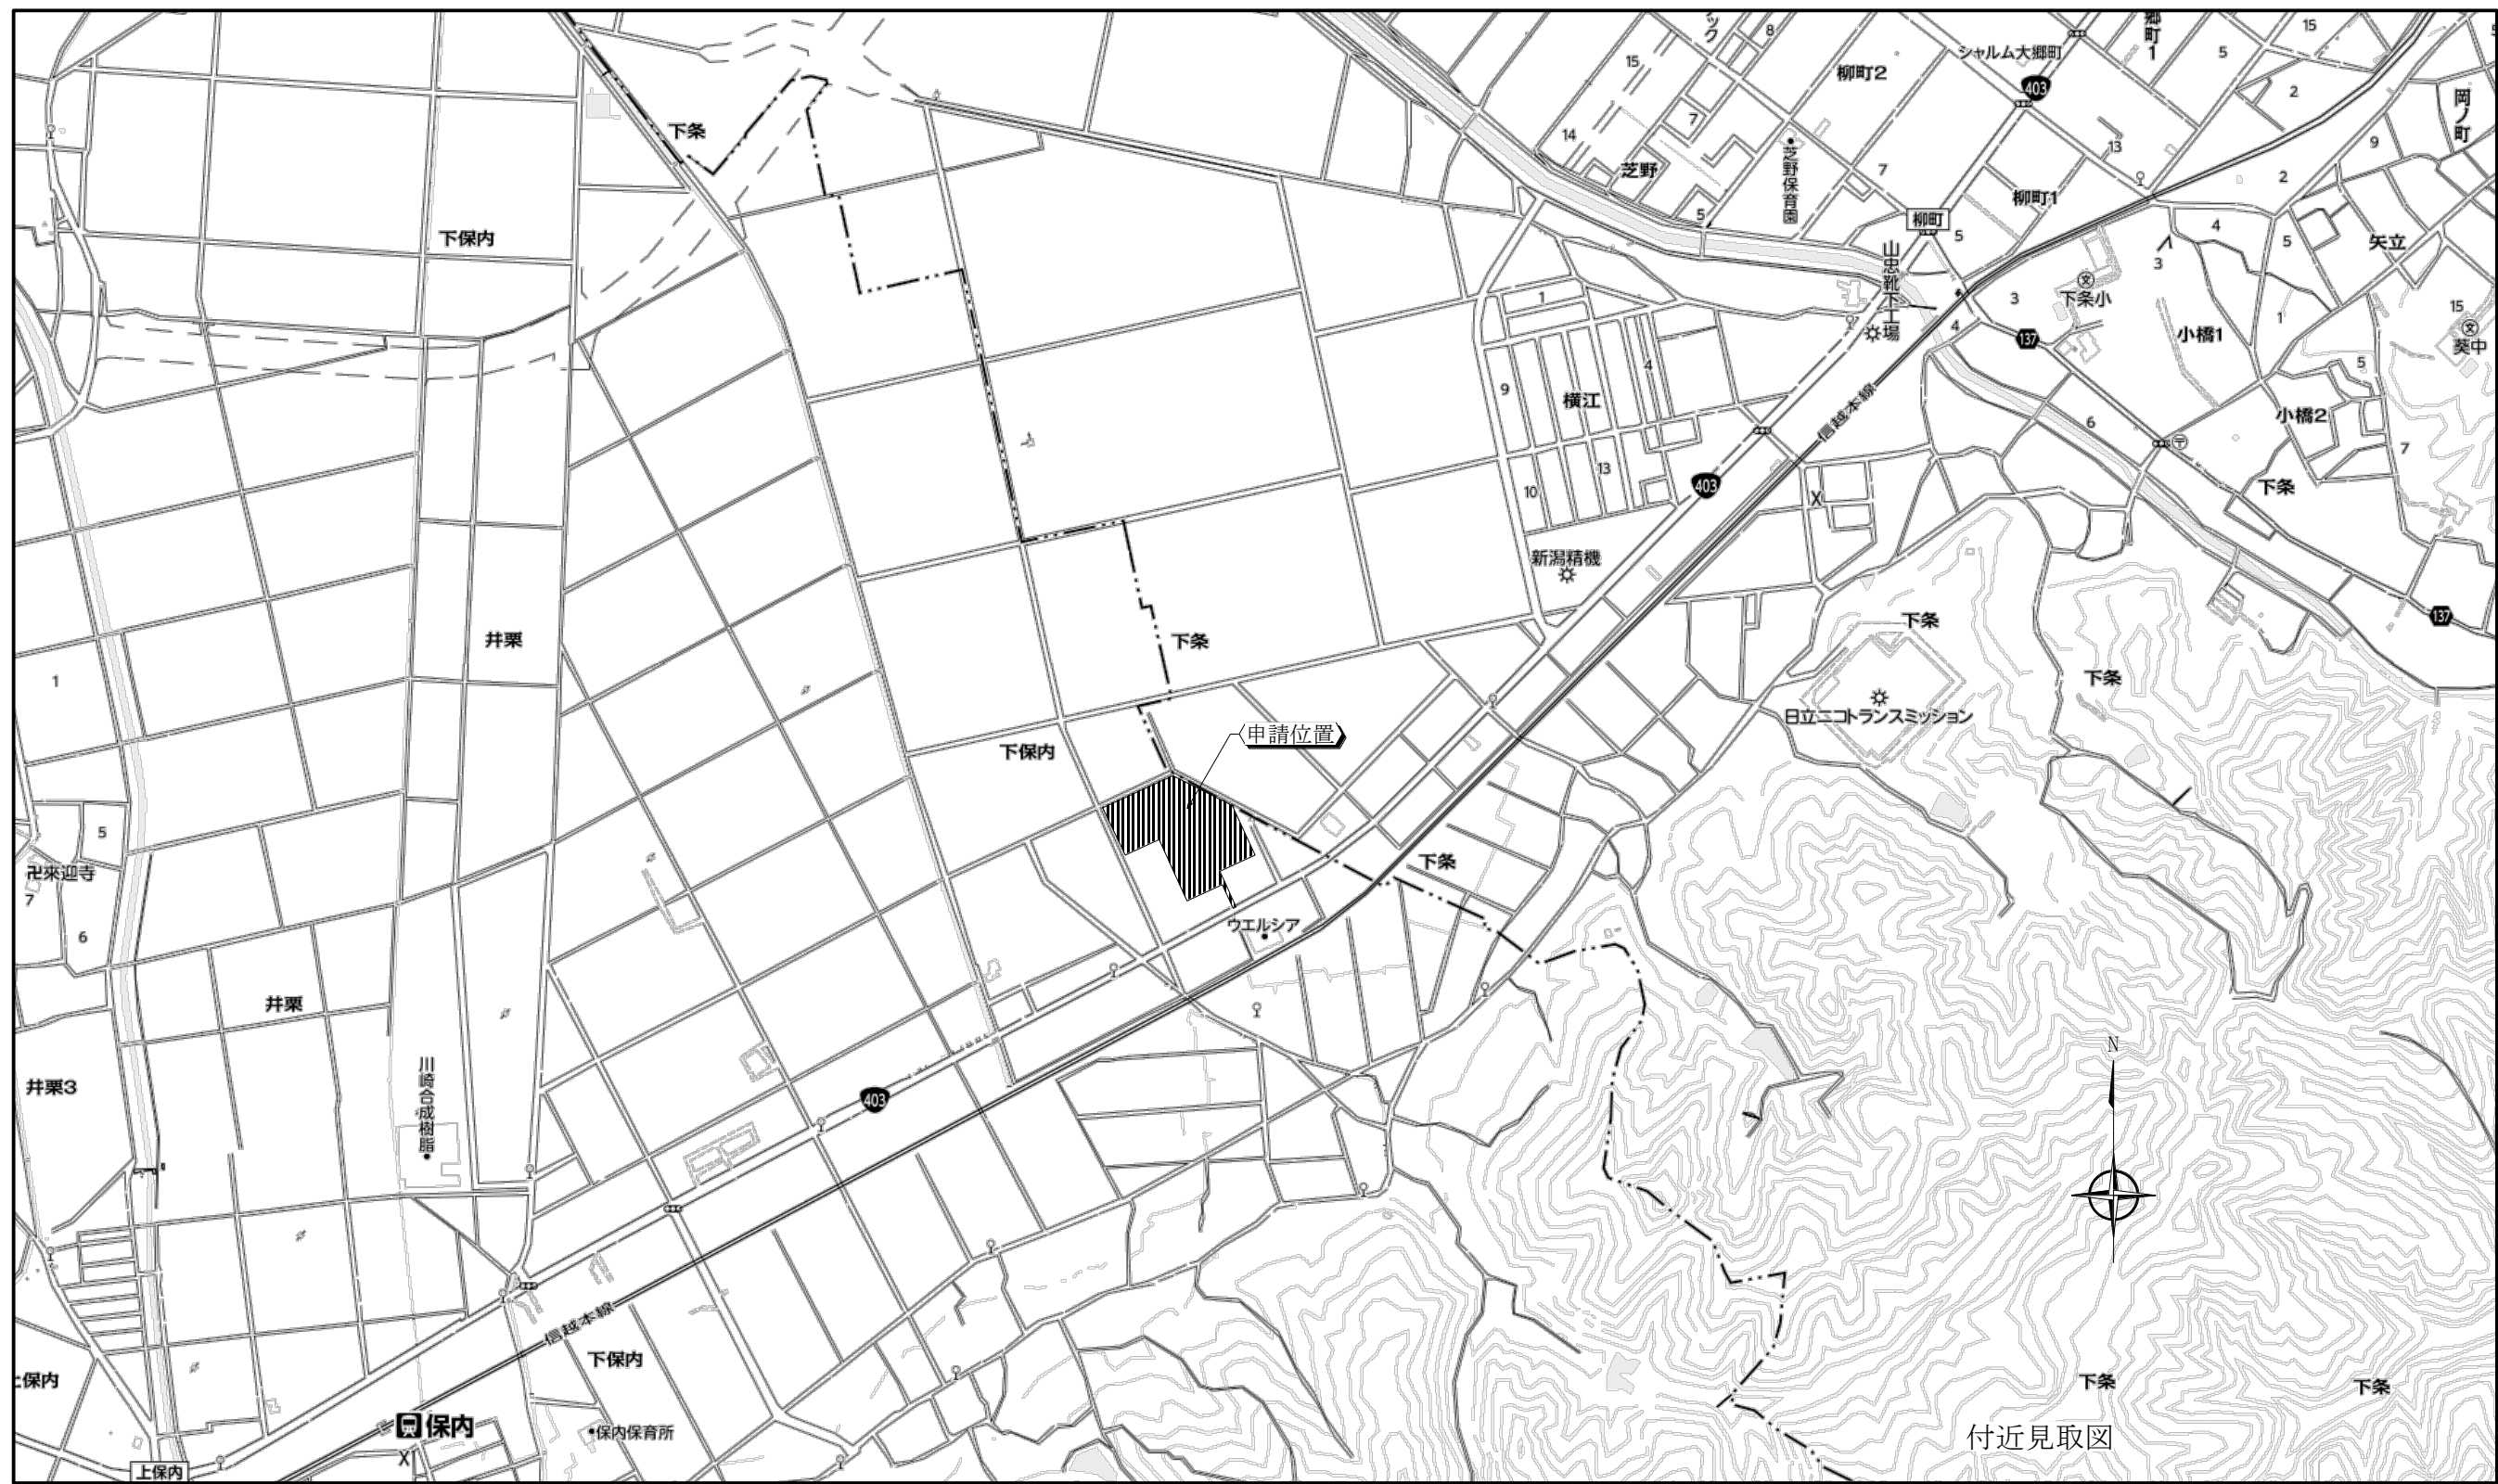 ック
8
郷町1
15
5
15
シャルム大郷町
柳町2
403
2
岡ノ町
下条
7
14
13
9
芝野保育園
芝野
7
2
柳町1
5
柳町
4
下保内
5
5
矢立
山忠靴下工場
3
文
下条小
3
15
文
葵中
1
1
4
137
小橋1
5
4
9
横江
信越本線
小橋2
6
7
13
10
403
X
下条
新潟精機
137
井栗
下条
下条
下条
1
日立ニコトランスミッション
申請位置
下保内
5
下条
卍來迎寺
7
ウエルシア
6
井栗
N
川崎合成樹脂
井栗3
403
信越本線
下保内
上保内
下条
下条
保内
保内保育所
付近見取図
X
上保内